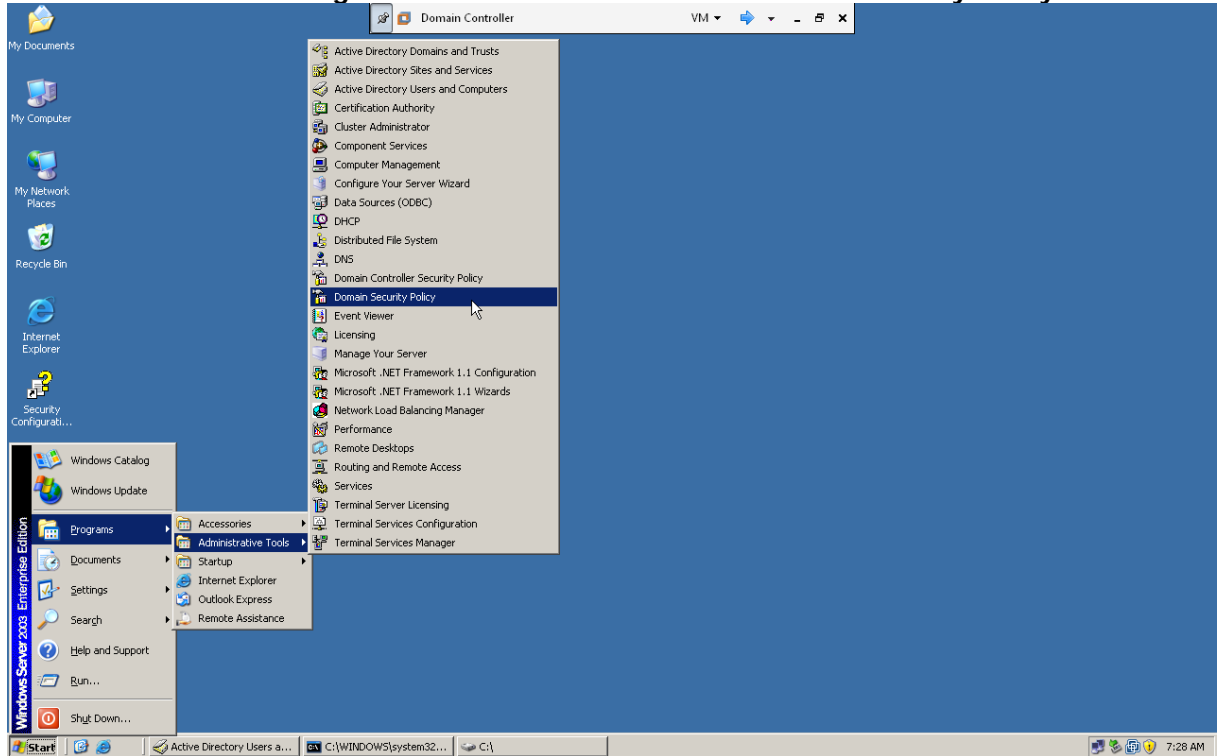 Domain Controller
VM
My Documents
My Computer
My Network
Places
Recycle Bin
Internet
Explorer
Security
Configurati...
Active Directory Domains and Trusts
Active Directory Sites and Services
Active Directory Users and Computers
Certification Authority
Cluster Administrator
Component Services
Computer Management
Configure Your Server Wizard
Data Sources (ODBC)
DHCP
Distributed File System
DNS
Domain Controller Security Policy
Domain Security Policy
Event Viewer
Licensing
Manage Your Server
Microsoft .NET Framework 1.1 Configuration
Microsoft .NET Framework 1.1 Wizards
Network Load Balancing Manager
Performance
Remote Desktops
Routing and Remote Access
Services
Terminal Server Licensing
Terminal Services Configuration
Terminal Services Manager
Windows Catalog
Windows Update
Programs
Documents
Settings
Search
Help and Support
Run...
Shut Down...
Windows Server 2003 Enterprise Edition
Accessories
Administrative Tools
Startup
Internet Explorer
Outlook Express
Remote Assistance
Start
Active Directory Users a...
C:\WINDOWS\system32...
C:\
7:28 AM